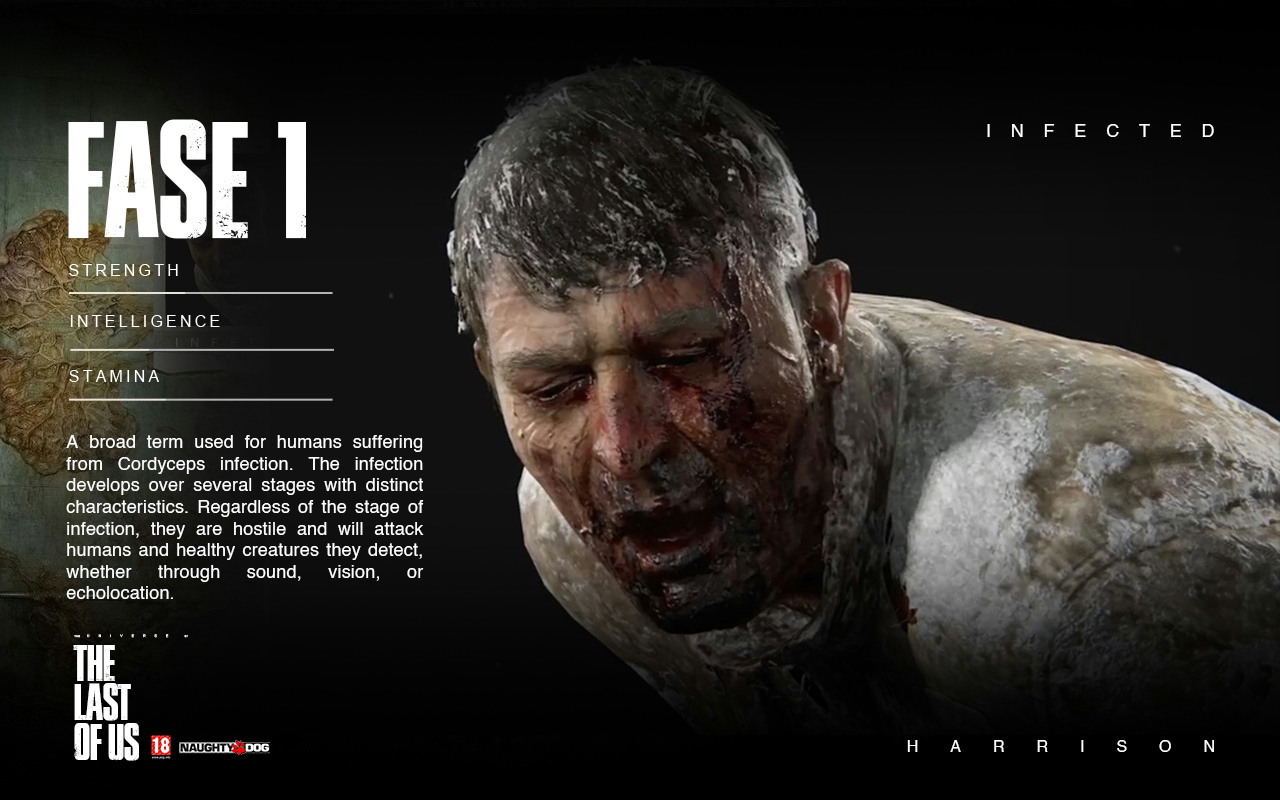 FASE 1
INFECTED
STRENGTH
INTELLIGENCE
INFE
STAMINA
A broad term used for humans suffering
from Cordyceps infection. The infection
develops over several stages with distinct
characteristics. Regardless of the stage of
infection, they are hostile and will attack
humans and healthy creatures they detect,
whether through sound, vision, or
echolocation.
UNIVERSE
THE
LAST
OF US
18
NAUGHTY DOG
HARRISON